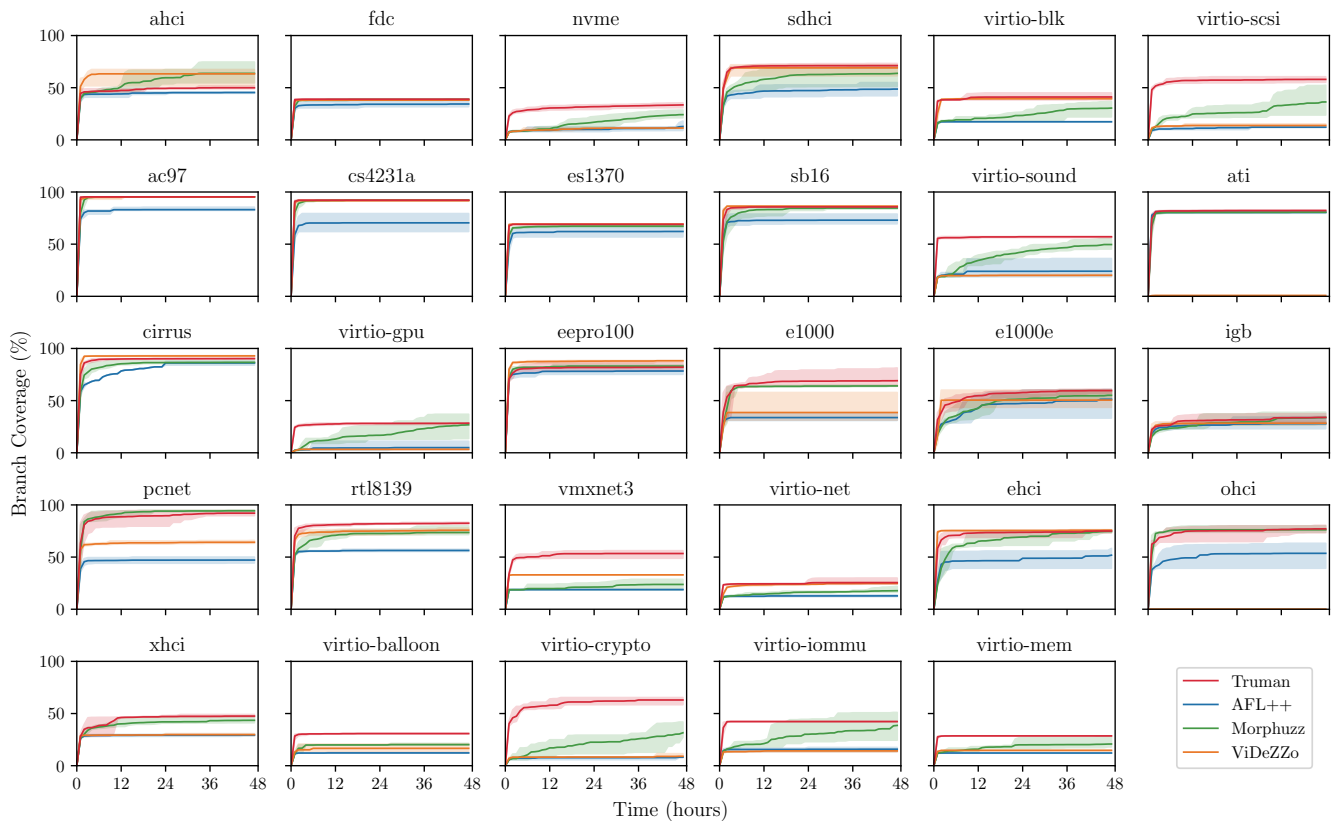 ahci fdc nvme sdhci virtio-blk virtio-scsi
100
50
0
ac97 cs4231a es1370 sb16 virtio-sound ati
100
50
0
cirrus virtio-gpu eepro100 e1000 e1000e igb
100
50
0
Branch Coverage (%)
pcnet rtl8139 vmxnet3 virtio-net ehci ohci
100
50
0
xhci virtio-balloon virtio-crypto virtio-iommu virtio-mem
100
50
0
0 12 24 36 48 0 12 24 36 48 0 12 24 36 48 0 12 24 36 48 0 12 24 36 48
Time (hours)
Truman
AFL++
Morphuzz
ViDeZZo